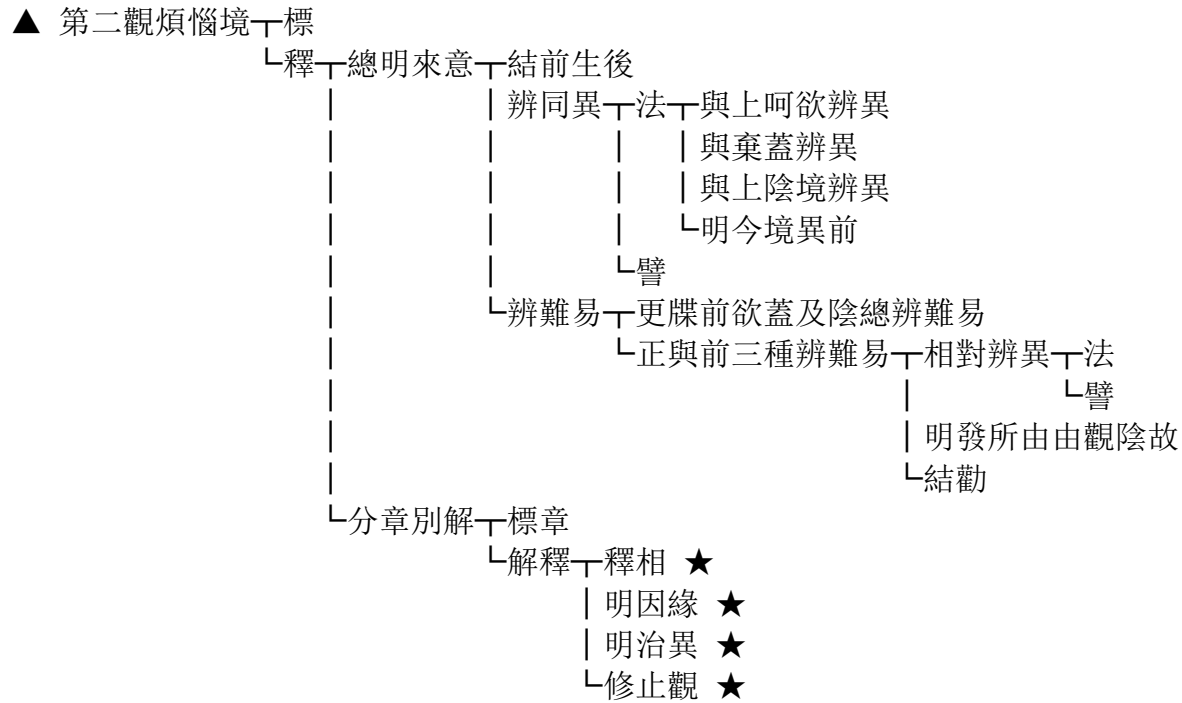 ▲ 第二觀煩惱境┬標
└釋┬總明來意┬結前生後
│辨同異┬法┬與上呵欲辨異
│與棄蓋辨異
│與上陰境辨異
└明今境異前
└譬
└辨難易┬更牒前欲蓋及陰總辨難易
└正與前三種辨難易┬相對辨異┬法
└譬
│明發所由由觀陰故
└結勸
└分章別解┬標章
└解釋┬釋相 ★
│明因緣 ★
│明治異 ★
└修止觀 ★